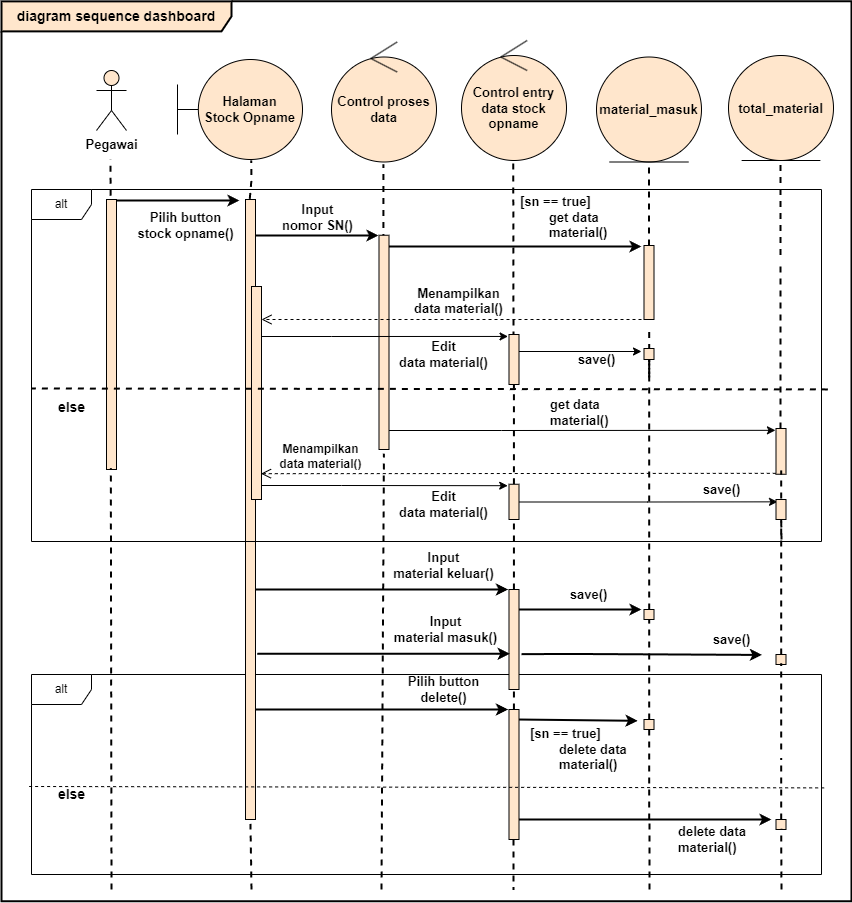 diagram sequence dashboard
Pegawai
Halaman
Stock Opname
Control proses
data
Control entry
data stock
opname
material_masuk
total_material
alt
Pilih button
stock opname()
Input
nomor SN()
[sn == true]
get data
material()
Menampilkan
data material()
Edit
data material()
save()
else
get data
material()
Menampilkan
data material()
Edit
data material()
save()
Input
material keluar()
save()
Input
material masuk()
save()
alt
Pilih button
delete()
[sn == true]
delete data
material()
else
delete data
material()